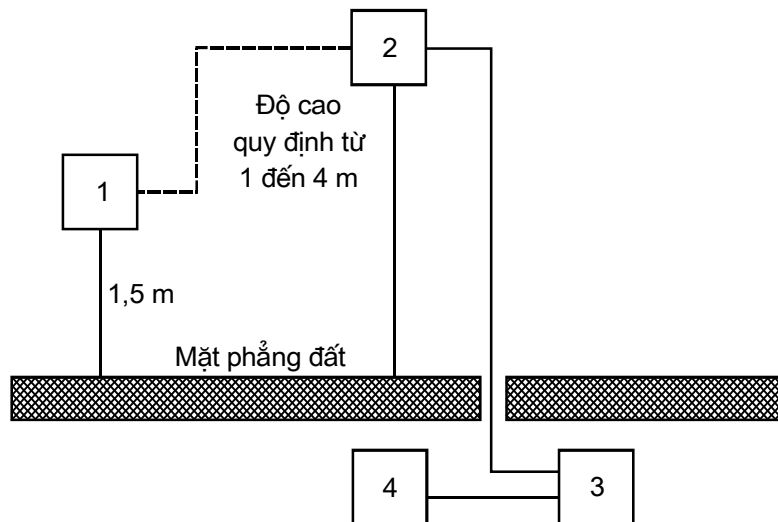 2
Độ cao
quy định từ
1 đến 4 m
1
1,5 m
Mặt phẳng đất
4
3